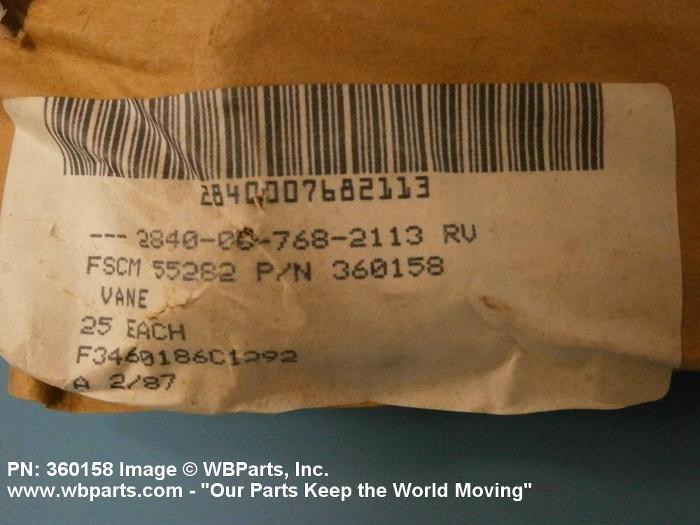 2840007682113
--- 2840-00-768-2113 RV
FSCM 55282 P/N 360158
VANE
25 EACH
F3460186C1292
A 2/87
PN: 360158 Image © WBParts, Inc.
www.wbparts.com - "Our Parts Keep the World Moving"